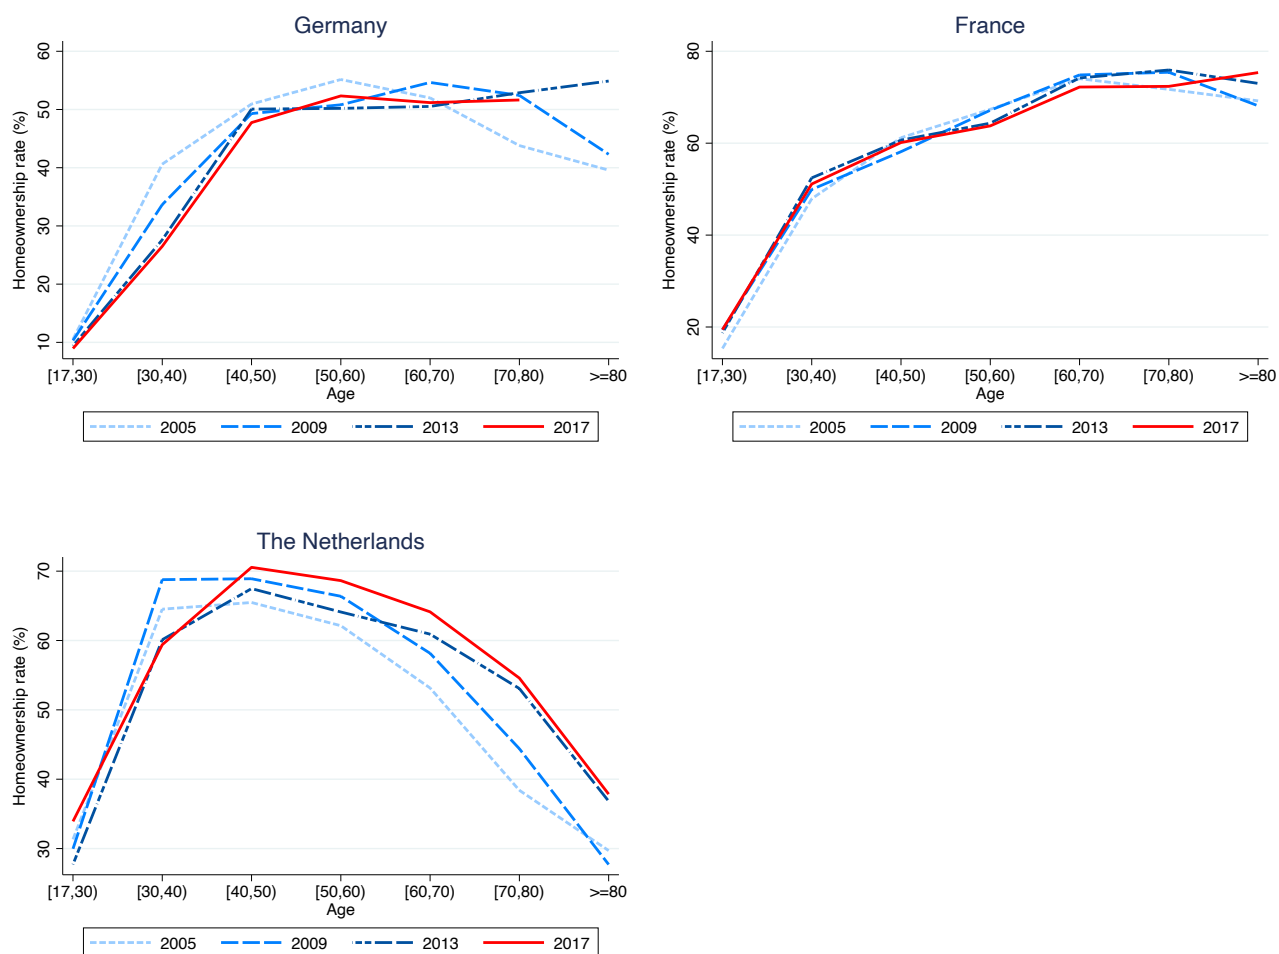 Germany
Homeownership rate (%)
60
50
40
30
20
10
[17,30) [30,40) [40,50) [50,60) [60,70) [70,80) >=80
Age
2005 2009 2013 2017
France
Homeownership rate (%)
80
60
40
20
[17,30) [30,40) [40,50) [50,60) [60,70) [70,80) >=80
Age
2005 2009 2013 2017
The Netherlands
Homeownership rate (%)
70
60
50
40
30
[17,30) [30,40) [40,50) [50,60) [60,70) [70,80) >=80
Age
2005 2009 2013 2017